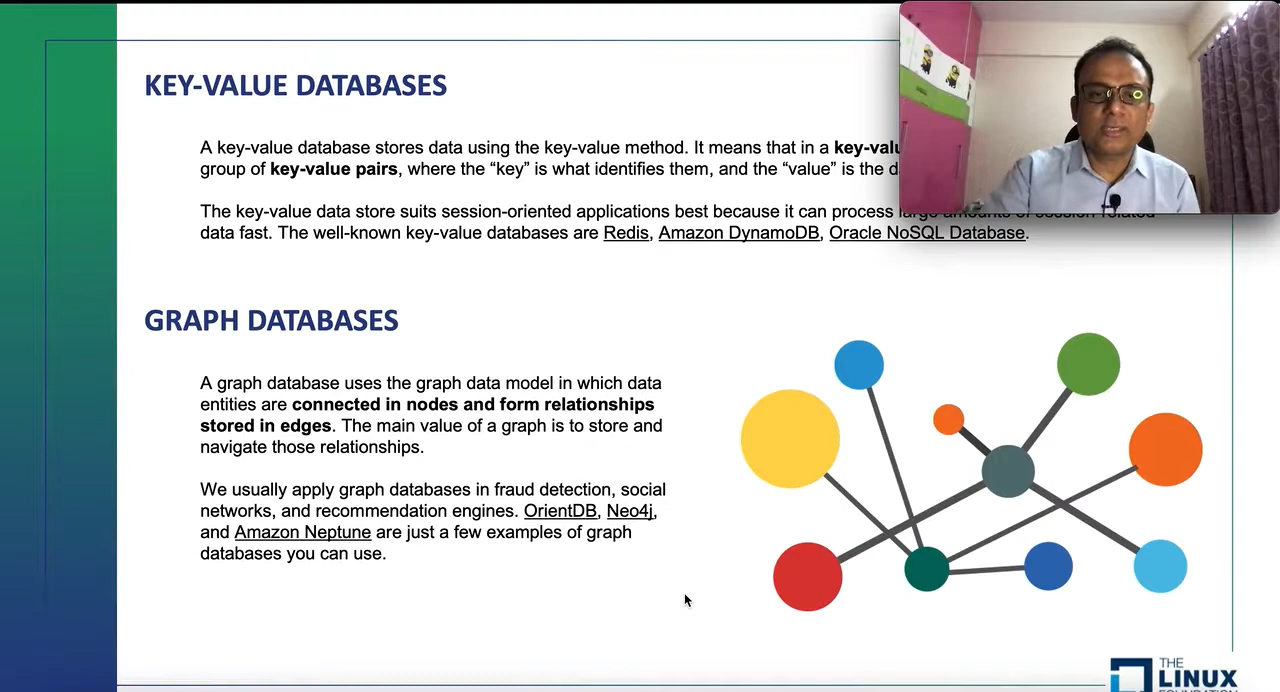 KEY-VALUE DATABASES
A key-value database stores data using the key-value method. It means that in a
group of key-value pairs, where the “key” is what identifies them, and the “value” is the
The key-value data store suits session-oriented applications best because it can process large amounts of session-related
data fast. The well-known key-value databases are Redis, Amazon DynamoDB, Oracle NoSQL Database.
GRAPH DATABASES
A graph database uses the graph data model in which data
entities are connected in nodes and form relationships
stored in edges. The main value of a graph is to store and
navigate those relationships.
We usually apply graph databases in fraud detection, social
networks, and recommendation engines. OrientDB, Neo4j,
and Amazon Neptune are just a few examples of graph
databases you can use.
THE
LINUX
FOUNDATION